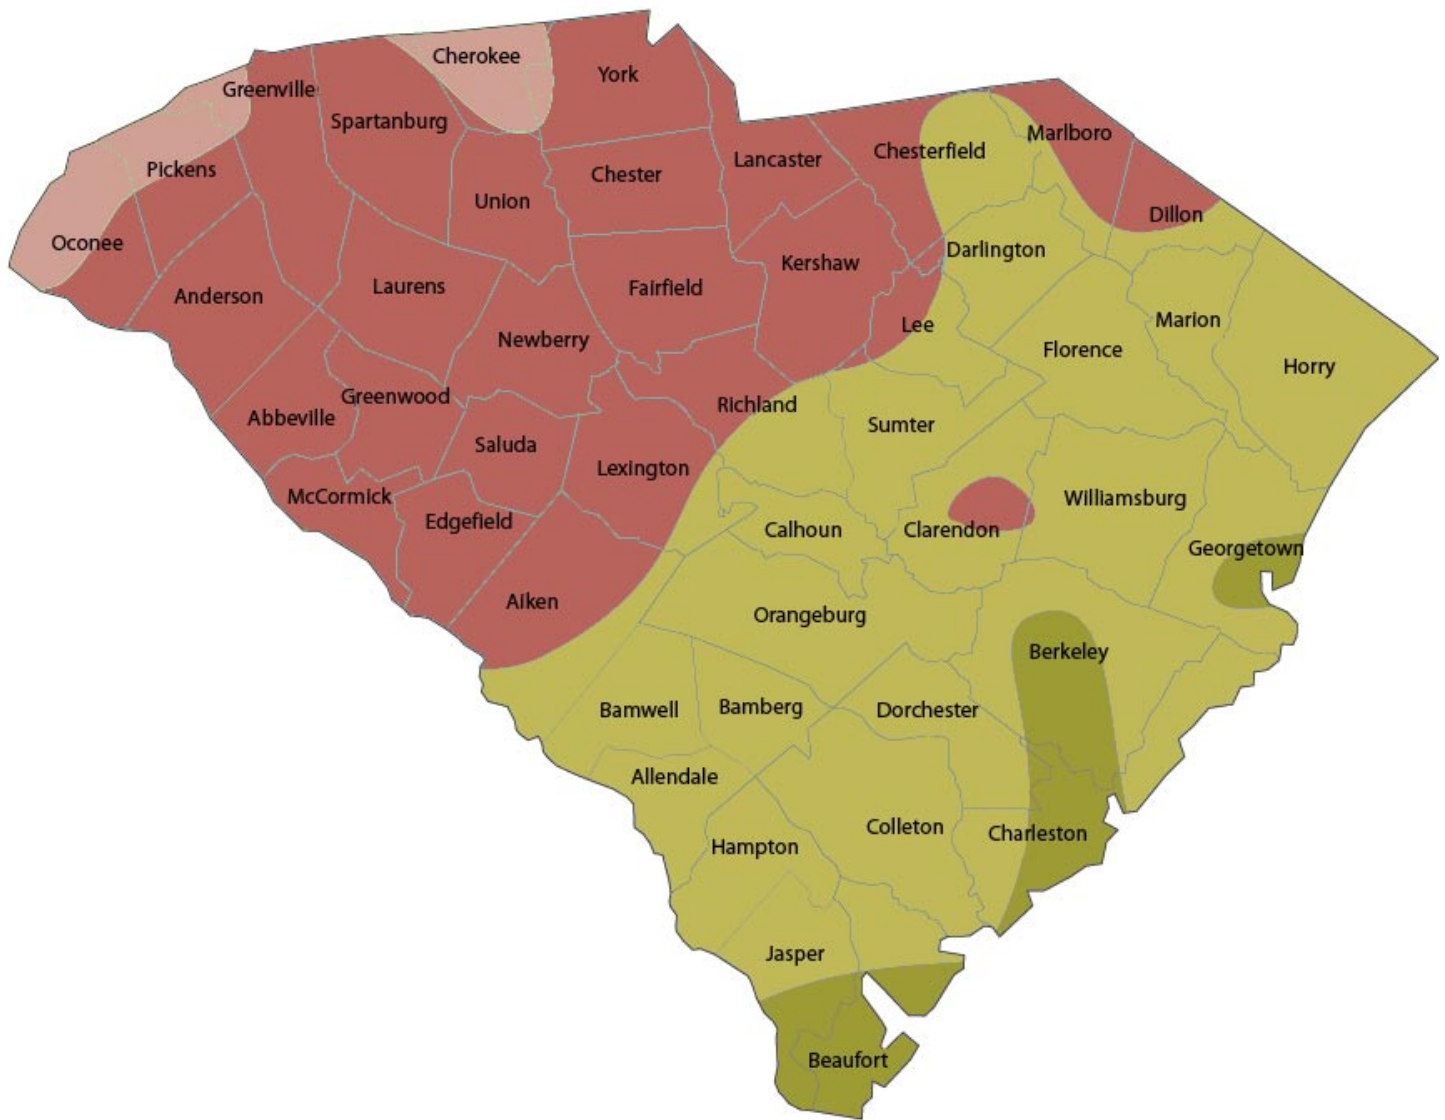 Cherokee
York
Greenville
Spartanburg
Marlboro
Chesterfield
Lancaster
Pickens
Chester
Union
Dillon
Oconee
Darlington
Kershaw
Laurens
Fairfield
Anderson
Marion
Lee
Newberry
Florence
Horry
Greenwood
Richland
Abbeville
Sumter
Saluda
Lexington
McCormick
Williamsburg
Edgefield
Calhoun
Clarendon
Georgetown
Aiken
Orangeburg
Berkeley
Bamwell
Bamberg
Dorchester
Allendale
Colleton
Charleston
Hampton
Jasper
Beaufort